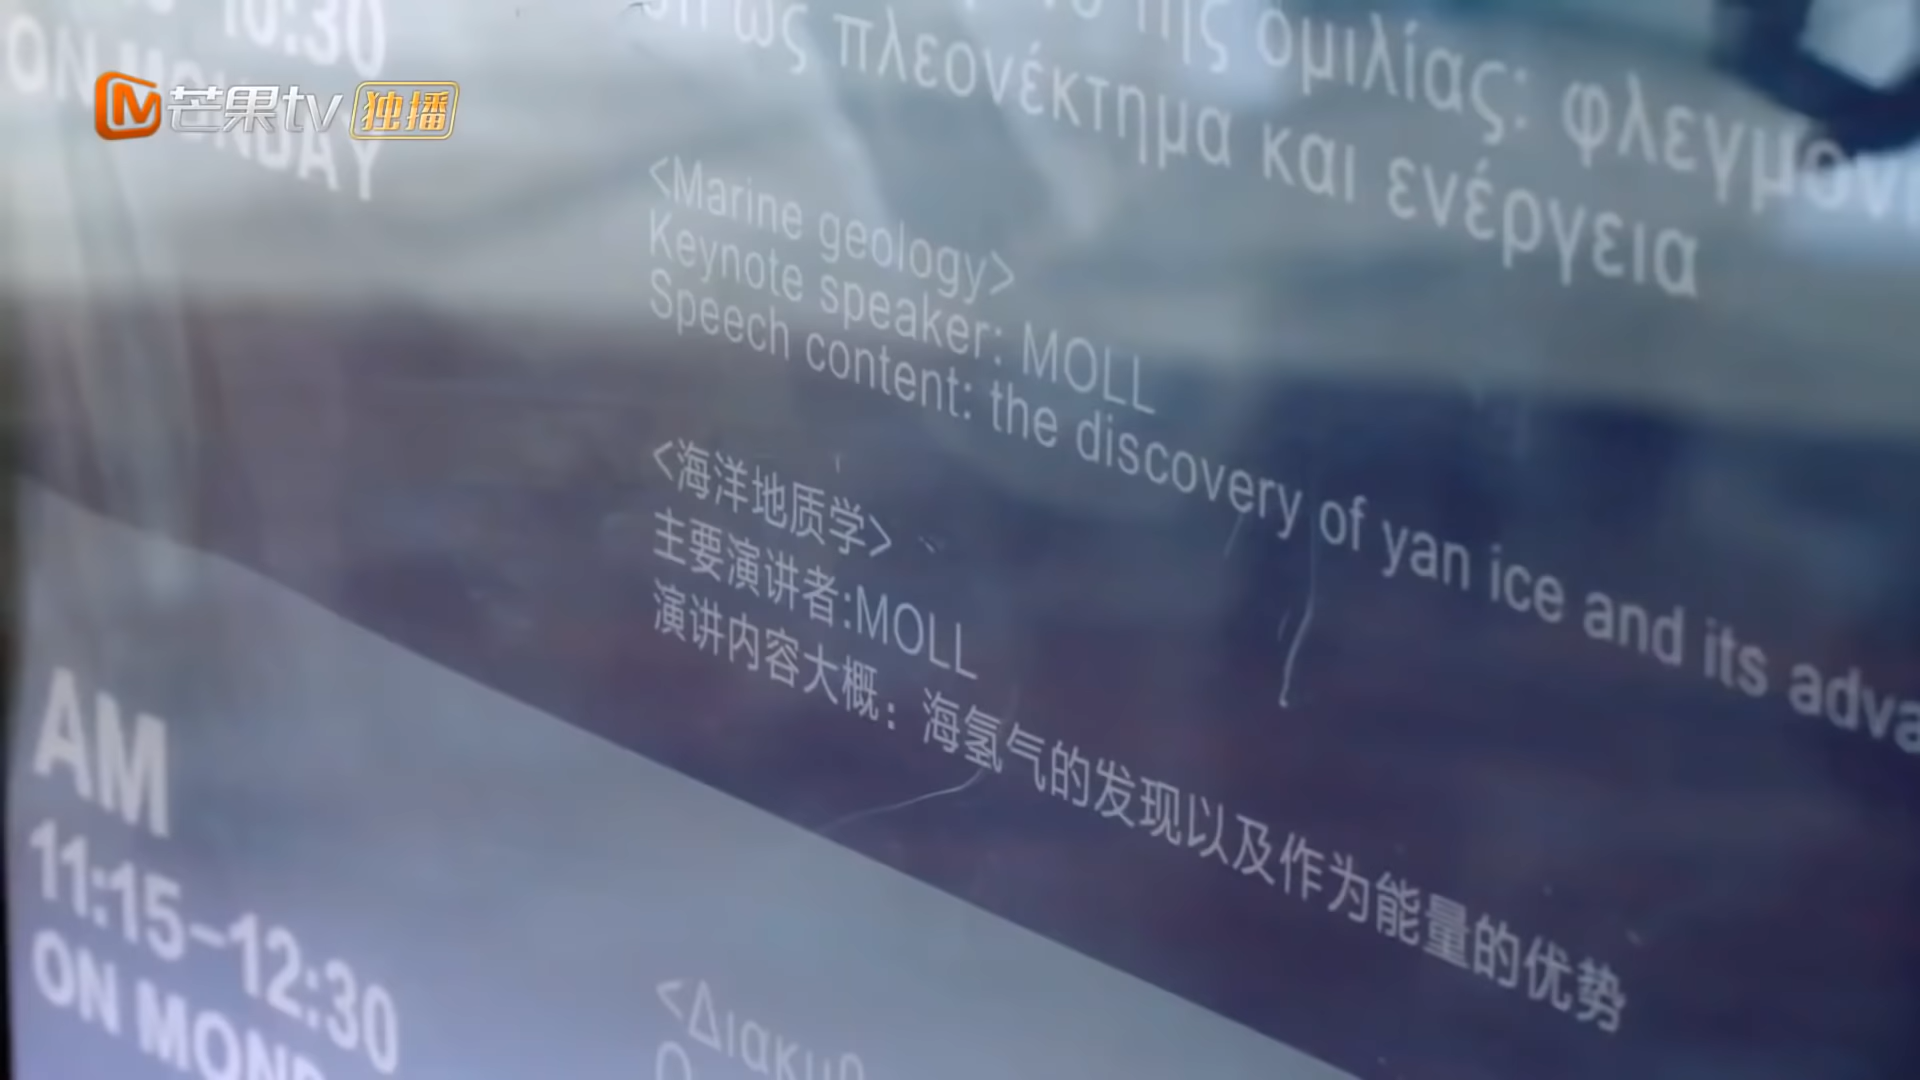 10:30
ON MONDAY
芒果tv 独播
ως πλεονέκτημα και ενέργεια
της ομιλίας:
<Marine geology>
Keynote speaker: MOLL
Speech content: the discovery of yan ice and its
<海洋地质学>
主要演讲者:MOLL
演讲内容大概：海氢气的发现以及作为能量的优势
AM
11:15-12:30
ON